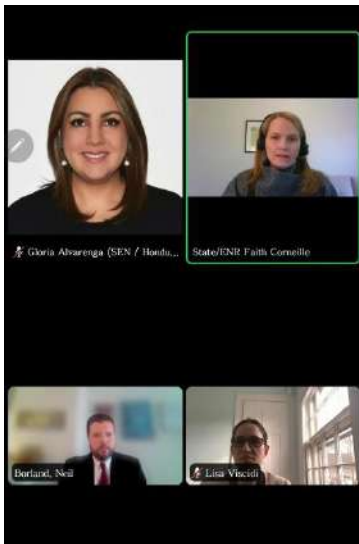 Gloria Alvarenga (SEN / Hondu...
State/ENR Faith Corneille
Borland, Neil
Lisa Viscidi